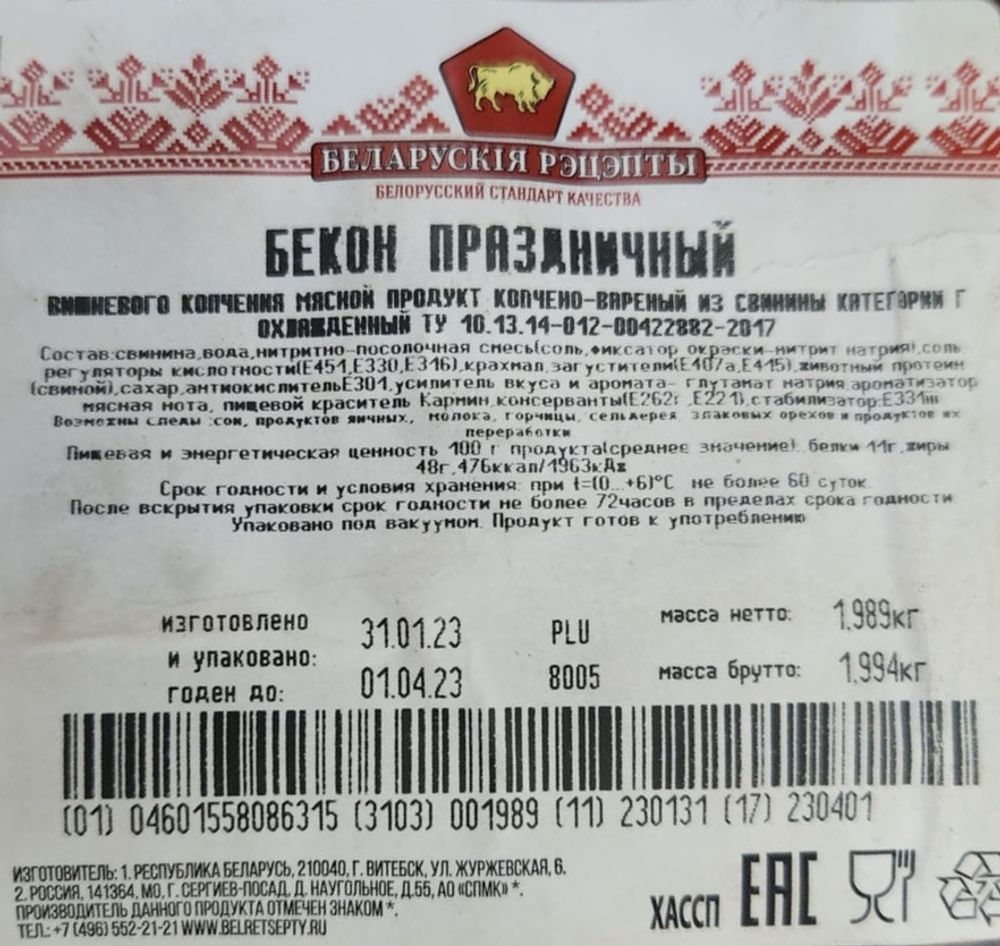 БЕЛАРУСКІЯ РЭЦЭПТЫ
БЕЛОРУССКИЙ СТАНДАРТ КАЧЕСТВА
БЕКОН ПРАЗДНИЧНЫЙ
ВИШНЕВОГО КОПЧЕНИЯ МЯСНОЙ ПРОДУКТ КОПЧЕНО-ВАРЕНЫЙ ИЗ СВИНИНЫ КАТЕГОРИИ Г
ОХЛАЖДЕННЫЙ ТУ 10.13.14-012-00422882-2017
Состав:свинина,вода,нитритно-посолочная смесь(соль,фиксатор окраски-нитрит натрия),соль
регуляторы кислотности(Е451,Е330,Е316),крахмал,загустители(Е407а,Е415),животный протеин
(свиной),сахар,антиокислительЕ301,усилитель вкуса и аромата- глутамат натрия,ароматизатор
мясная нота, пищевой краситель Кармин,консерванты(Е262i ,Е221),стабилизатор:Е331iii
Возможны следы :сои, продуктов яичных., молока, горчицы, сельдерея злаковых орехов и продуктов их
переработки
Пищевая и энергетическая ценность 100 г продукта(среднее значение): белки 11г,жиры
48г,476ккал/1963кДж
Срок годности и условия хранения: при t=(0...+6)°С не более 60 суток
После вскрытия упаковки срок годности не более 72часов в пределах срока годности
Упаковано под вакуумом. Продукт готов к употреблению
изготовлено
и упаковано: 31.01.23 PLU масса нетто: 1.989кг
годен до: 01.04.23 8005 масса брутто: 1.994кг
(01) 04601558086315 (3103) 001989 (11) 230131 (17) 230401
ИЗГОТОВИТЕЛЬ: 1. РЕСПУБЛИКА БЕЛАРУСЬ, 210040, Г. ВИТЕБСК, УЛ. ЖУРЖЕВСКАЯ, 6.
2. РОССИЯ, 141364, МО, Г. СЕРГИЕВ-ПОСАД, Д. НАУГОЛЬНОЕ, Д.55, АО «СПМК» *.
ПРОИЗВОДИТЕЛЬ ДАННОГО ПРОДУКТА ОТМЕЧЕН ЗНАКОМ *.
ТЕЛ.: +7 (496) 552-21-21 WWW.BELRETSEPTY.RU
ХАССП ЕАС